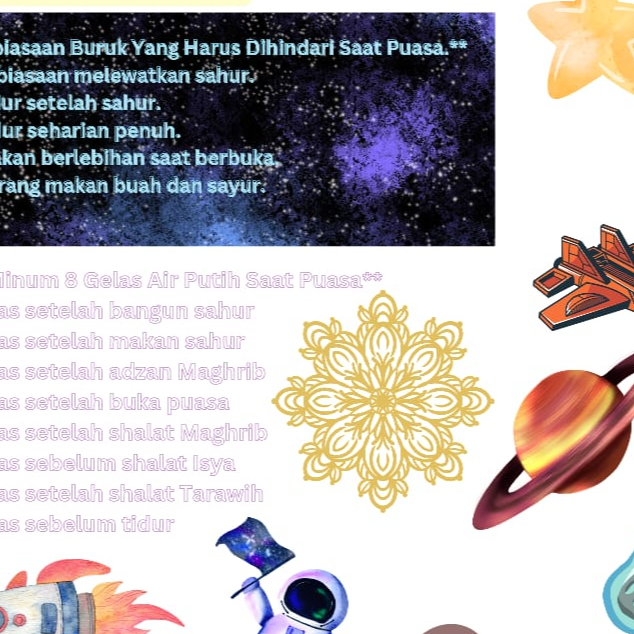 biasaan Buruk Yang Harus Dihindari Saat Puasa.**
biasaan melewatkan sahur.
ur setelah sahur.
ur seharian penuh.
kan berlebihan saat berbuka
rang makan buah dan sayur.
Minum 8 Gelas Air Putih Saat Puasa**
as setelah bangun sahur
as setelah makan sahur
as setelah adzan Maghrib
as setelah buka puasa
as setelah shalat Maghrib
as sebelum shalat Isya
as setelah shalat Tarawih
as sebelum tidur